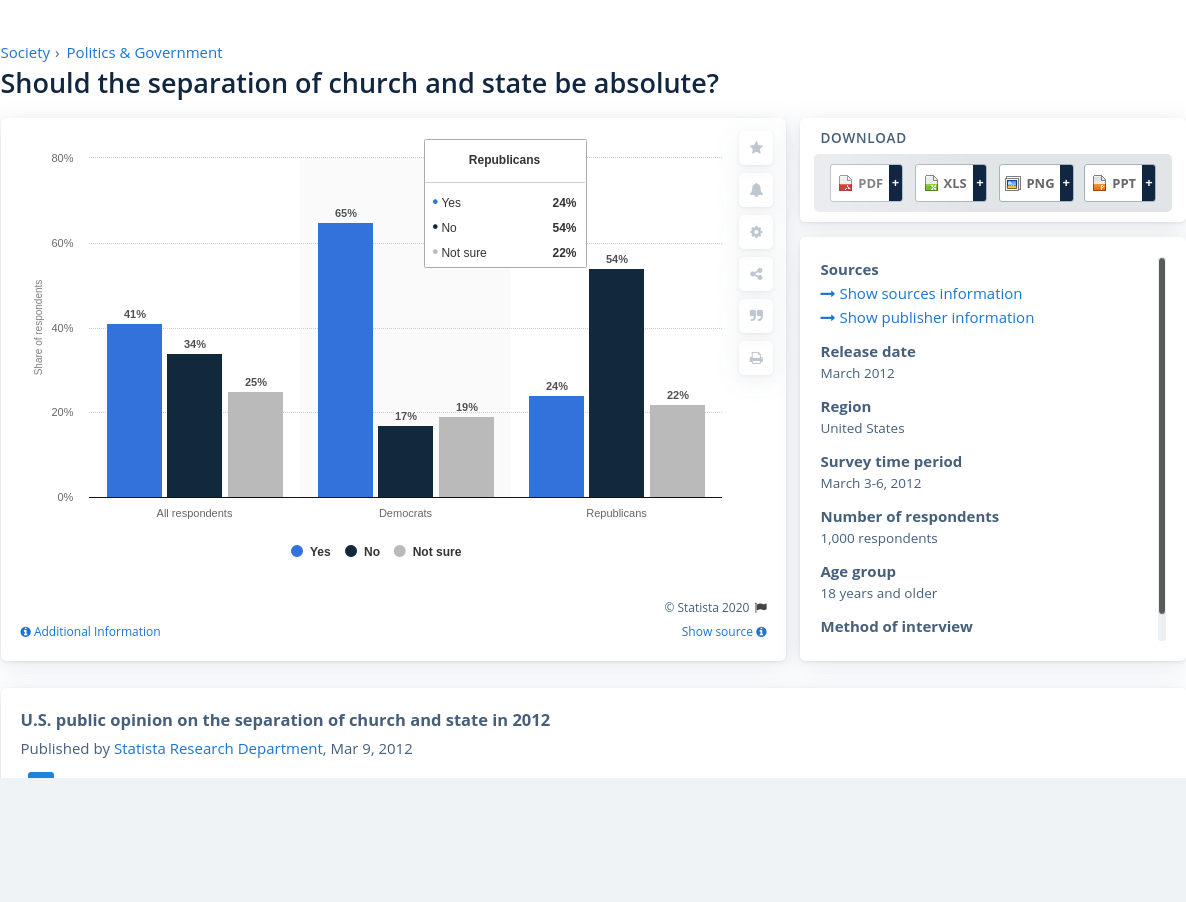 Society › Politics & Government
Should the separation of church and state be absolute?
80%
60%
40%
20%
0%
Share of respondents
41%
34%
25%
65%
17%
19%
24%
54%
22%
All respondents
Democrats
Republicans
Republicans
• Yes 24%
• No 54%
• Not sure 22%
Yes No Not sure
© Statista 2020
Additional Information
Show source
DOWNLOAD
PDF + XLS + PNG + PPT +
Sources
Show sources information
Show publisher information
Release date
March 2012
Region
United States
Survey time period
March 3-6, 2012
Number of respondents
1,000 respondents
Age group
18 years and older
Method of interview
U.S. public opinion on the separation of church and state in 2012
Published by Statista Research Department, Mar 9, 2012